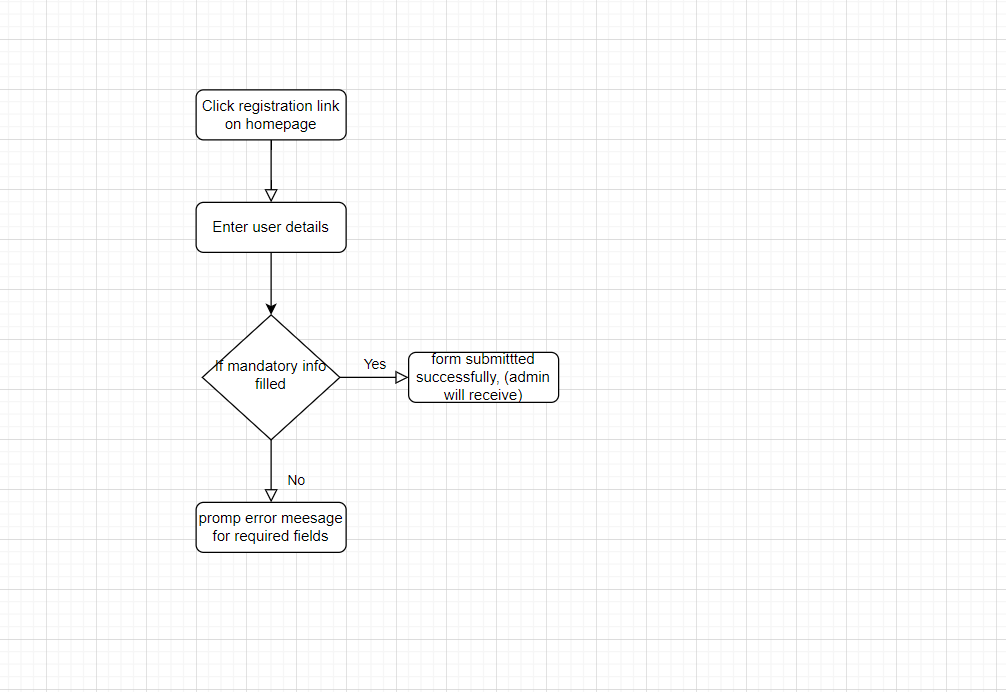 Click registration link
on homepage
Enter user details
If mandatory info
filled
Yes
form submittted
successfully, (admin
will receive)
No
promp error meesage
for required fields